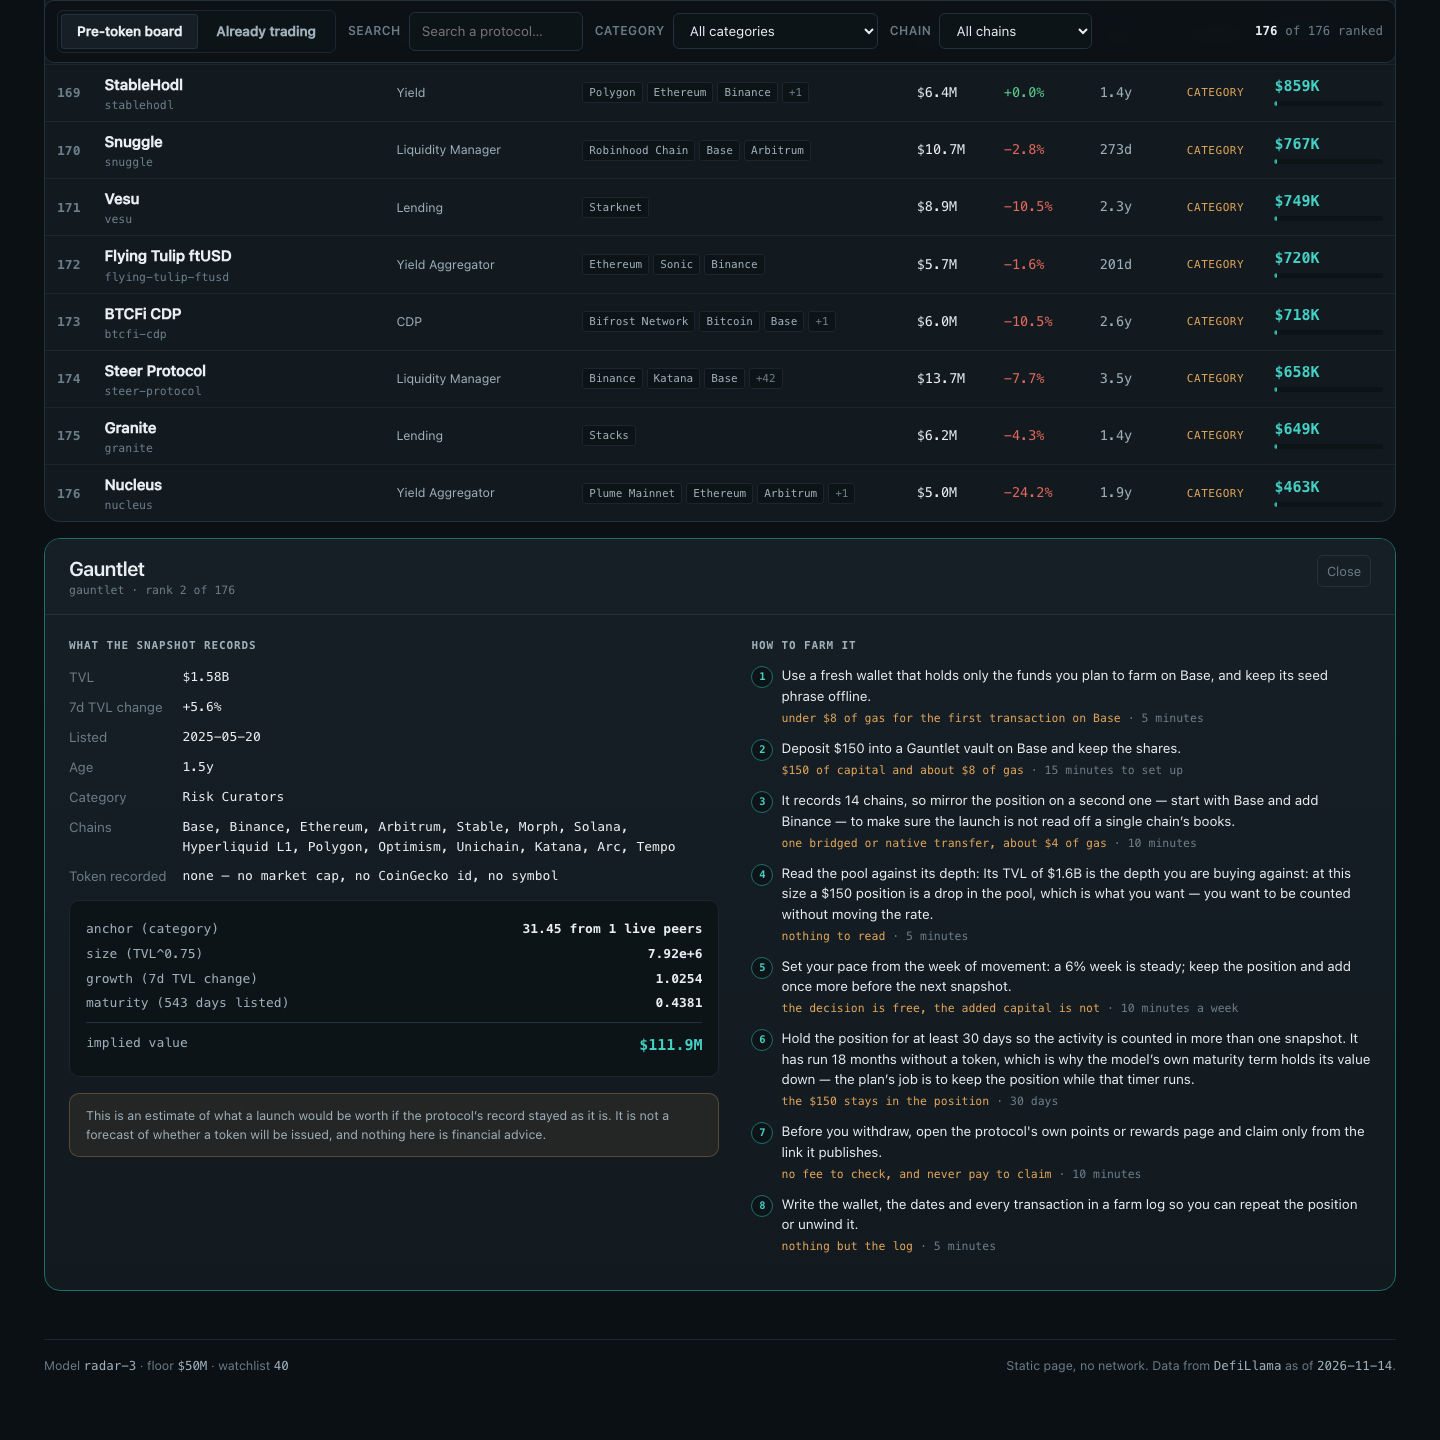 Pre-token board Already trading SEARCH Search a protocol... CATEGORY All categories CHAIN All chains 176 of 176 ranked
169 StableHodl Yield Polygon Ethereum Binance +1 $6.4M +0.0% 1.4y CATEGORY $859K
stablehodl
170 Snuggle Liquidity Manager Robinhood Chain Base Arbitrum $10.7M −2.8% 273d CATEGORY $767K
snuggle
171 Vesu Lending Starknet $8.9M −10.5% 2.3y CATEGORY $749K
vesu
172 Flying Tulip ftUSD Yield Aggregator Ethereum Sonic Binance $5.7M −1.6% 201d CATEGORY $720K
flying-tulip-ftusd
173 BTCFi CDP CDP Bifrost Network Bitcoin Base +1 $6.0M −10.5% 2.6y CATEGORY $718K
btcfi-cdp
174 Steer Protocol Liquidity Manager Binance Katana Base +42 $13.7M −7.7% 3.5y CATEGORY $658K
steer-protocol
175 Granite Lending Stacks $6.2M −4.3% 1.4y CATEGORY $649K
granite
176 Nucleus Yield Aggregator Plume Mainnet Ethereum Arbitrum +1 $5.0M −24.2% 1.9y CATEGORY $463K
nucleus
Gauntlet
gauntlet · rank 2 of 176
Close
WHAT THE SNAPSHOT RECORDS
TVL $1.58B
7d TVL change +5.6%
Listed 2025-05-20
Age 1.5y
Category Risk Curators
Chains Base, Binance, Ethereum, Arbitrum, Stable, Morph, Solana,
Hyperliquid L1, Polygon, Optimism, Unichain, Katana, Arc, Tempo
Token recorded none — no market cap, no CoinGecko id, no symbol
anchor (category) 31.45 from 1 live peers
size (TVL^0.75) 7.92e+6
growth (7d TVL change) 1.0254
maturity (543 days listed) 0.4381
implied value $111.9M
This is an estimate of what a launch would be worth if the protocol's record stayed as it is. It is not a
forecast of whether a token will be issued, and nothing here is financial advice.
HOW TO FARM IT
1 Use a fresh wallet that holds only the funds you plan to farm on Base, and keep its seed
phrase offline.
under $8 of gas for the first transaction on Base · 5 minutes
2 Deposit $150 into a Gauntlet vault on Base and keep the shares.
$150 of capital and about $8 of gas · 15 minutes to set up
3 It records 14 chains, so mirror the position on a second one — start with Base and add
Binance — to make sure the launch is not read off a single chain's books.
one bridged or native transfer, about $4 of gas · 10 minutes
4 Read the pool against its depth: Its TVL of $1.6B is the depth you are buying against: at this
size a $150 position is a drop in the pool, which is what you want — you want to be counted
without moving the rate.
nothing to read · 5 minutes
5 Set your pace from the week of movement: a 6% week is steady; keep the position and add
once more before the next snapshot.
the decision is free, the added capital is not · 10 minutes a week
6 Hold the position for at least 30 days so the activity is counted in more than one snapshot. It
has run 18 months without a token, which is why the model's own maturity term holds its value
down — the plan's job is to keep the position while that timer runs.
the $150 stays in the position · 30 days
7 Before you withdraw, open the protocol's own points or rewards page and claim only from the
link it publishes.
no fee to check, and never pay to claim · 10 minutes
8 Write the wallet, the dates and every transaction in a farm log so you can repeat the position
or unwind it.
nothing but the log · 5 minutes
Model radar-3 · floor $50M · watchlist 40
Static page, no network. Data from DefiLlama as of 2026-11-14.